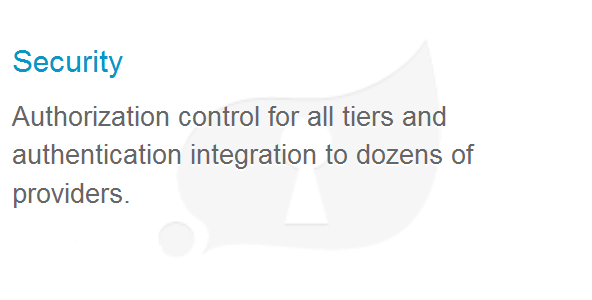 Security
Authorization control for all tiers and
authentication integration to dozens of
providers.